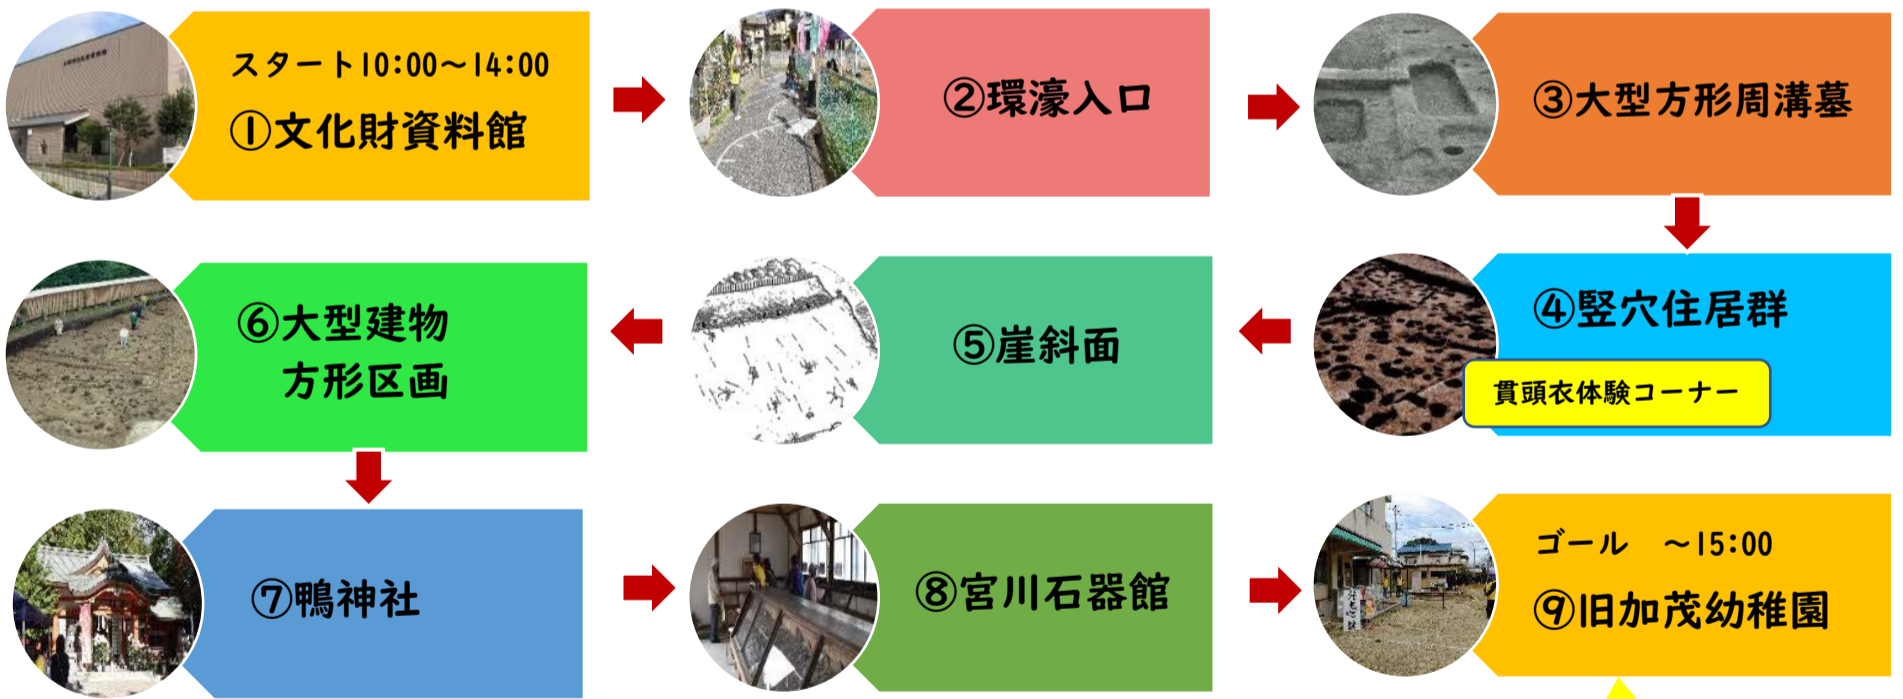 スタート10:00～14:00
①文化財資料館
②環濠入口
③大型方形周溝墓
④竪穴住居群
貫頭衣体験コーナー
⑤崖斜面
⑥大型建物
方形区画
⑦鴨神社
⑧宮川石器館
ゴール　～15:00
⑨旧加茂幼稚園